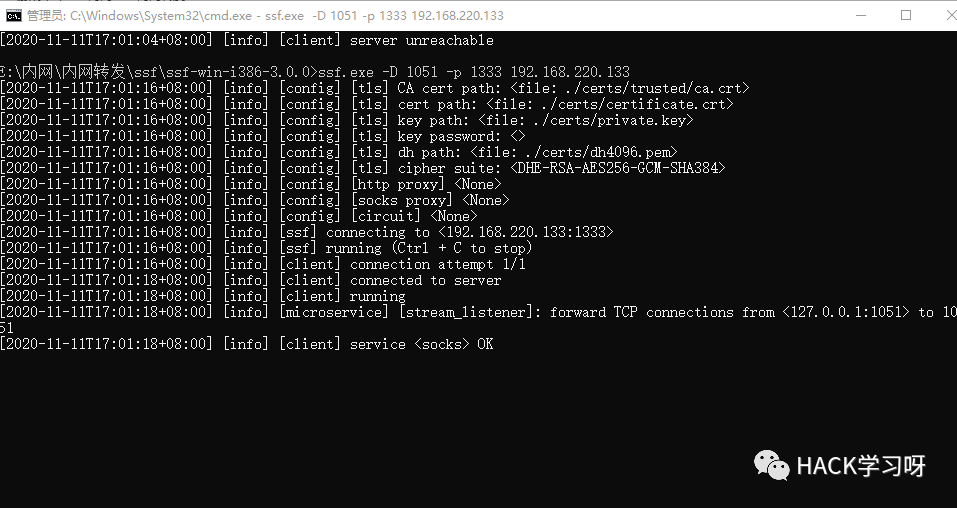 管理员: C:\Windows\System32\cmd.exe - ssf.exe  -D 1051 -p 1333 192.168.220.133
[2020-11-11T17:01:04+08:00] [info] [client] server unreachable
:\内网\内网转发\ssf\ssf-win-i386-3.0.0>ssf.exe -D 1051 -p 1333 192.168.220.133
[2020-11-11T17:01:16+08:00] [info] [config] [tls] CA cert path: <file: ./certs/trusted/ca.crt>
[2020-11-11T17:01:16+08:00] [info] [config] [tls] cert path: <file: ./certs/certificate.crt>
[2020-11-11T17:01:16+08:00] [info] [config] [tls] key path: <file: ./certs/private.key>
[2020-11-11T17:01:16+08:00] [info] [config] [tls] key password: <>
[2020-11-11T17:01:16+08:00] [info] [config] [tls] dh path: <file: ./certs/dh4096.pem>
[2020-11-11T17:01:16+08:00] [info] [config] [tls] cipher suite: <DHE-RSA-AES256-GCM-SHA384>
[2020-11-11T17:01:16+08:00] [info] [config] [http proxy] <None>
[2020-11-11T17:01:16+08:00] [info] [config] [socks proxy] <None>
[2020-11-11T17:01:16+08:00] [info] [config] [circuit] <None>
[2020-11-11T17:01:16+08:00] [info] [ssf] connecting to <192.168.220.133:1333>
[2020-11-11T17:01:16+08:00] [info] [ssf] running (Ctrl + C to stop)
[2020-11-11T17:01:16+08:00] [info] [client] connection attempt 1/1
[2020-11-11T17:01:18+08:00] [info] [client] connected to server
[2020-11-11T17:01:18+08:00] [info] [client] running
[2020-11-11T17:01:18+08:00] [info] [microservice] [stream_listener]: forward TCP connections from <127.0.0.1:1051> to 10
51
[2020-11-11T17:01:18+08:00] [info] [client] service <socks> OK
HACK学习呀